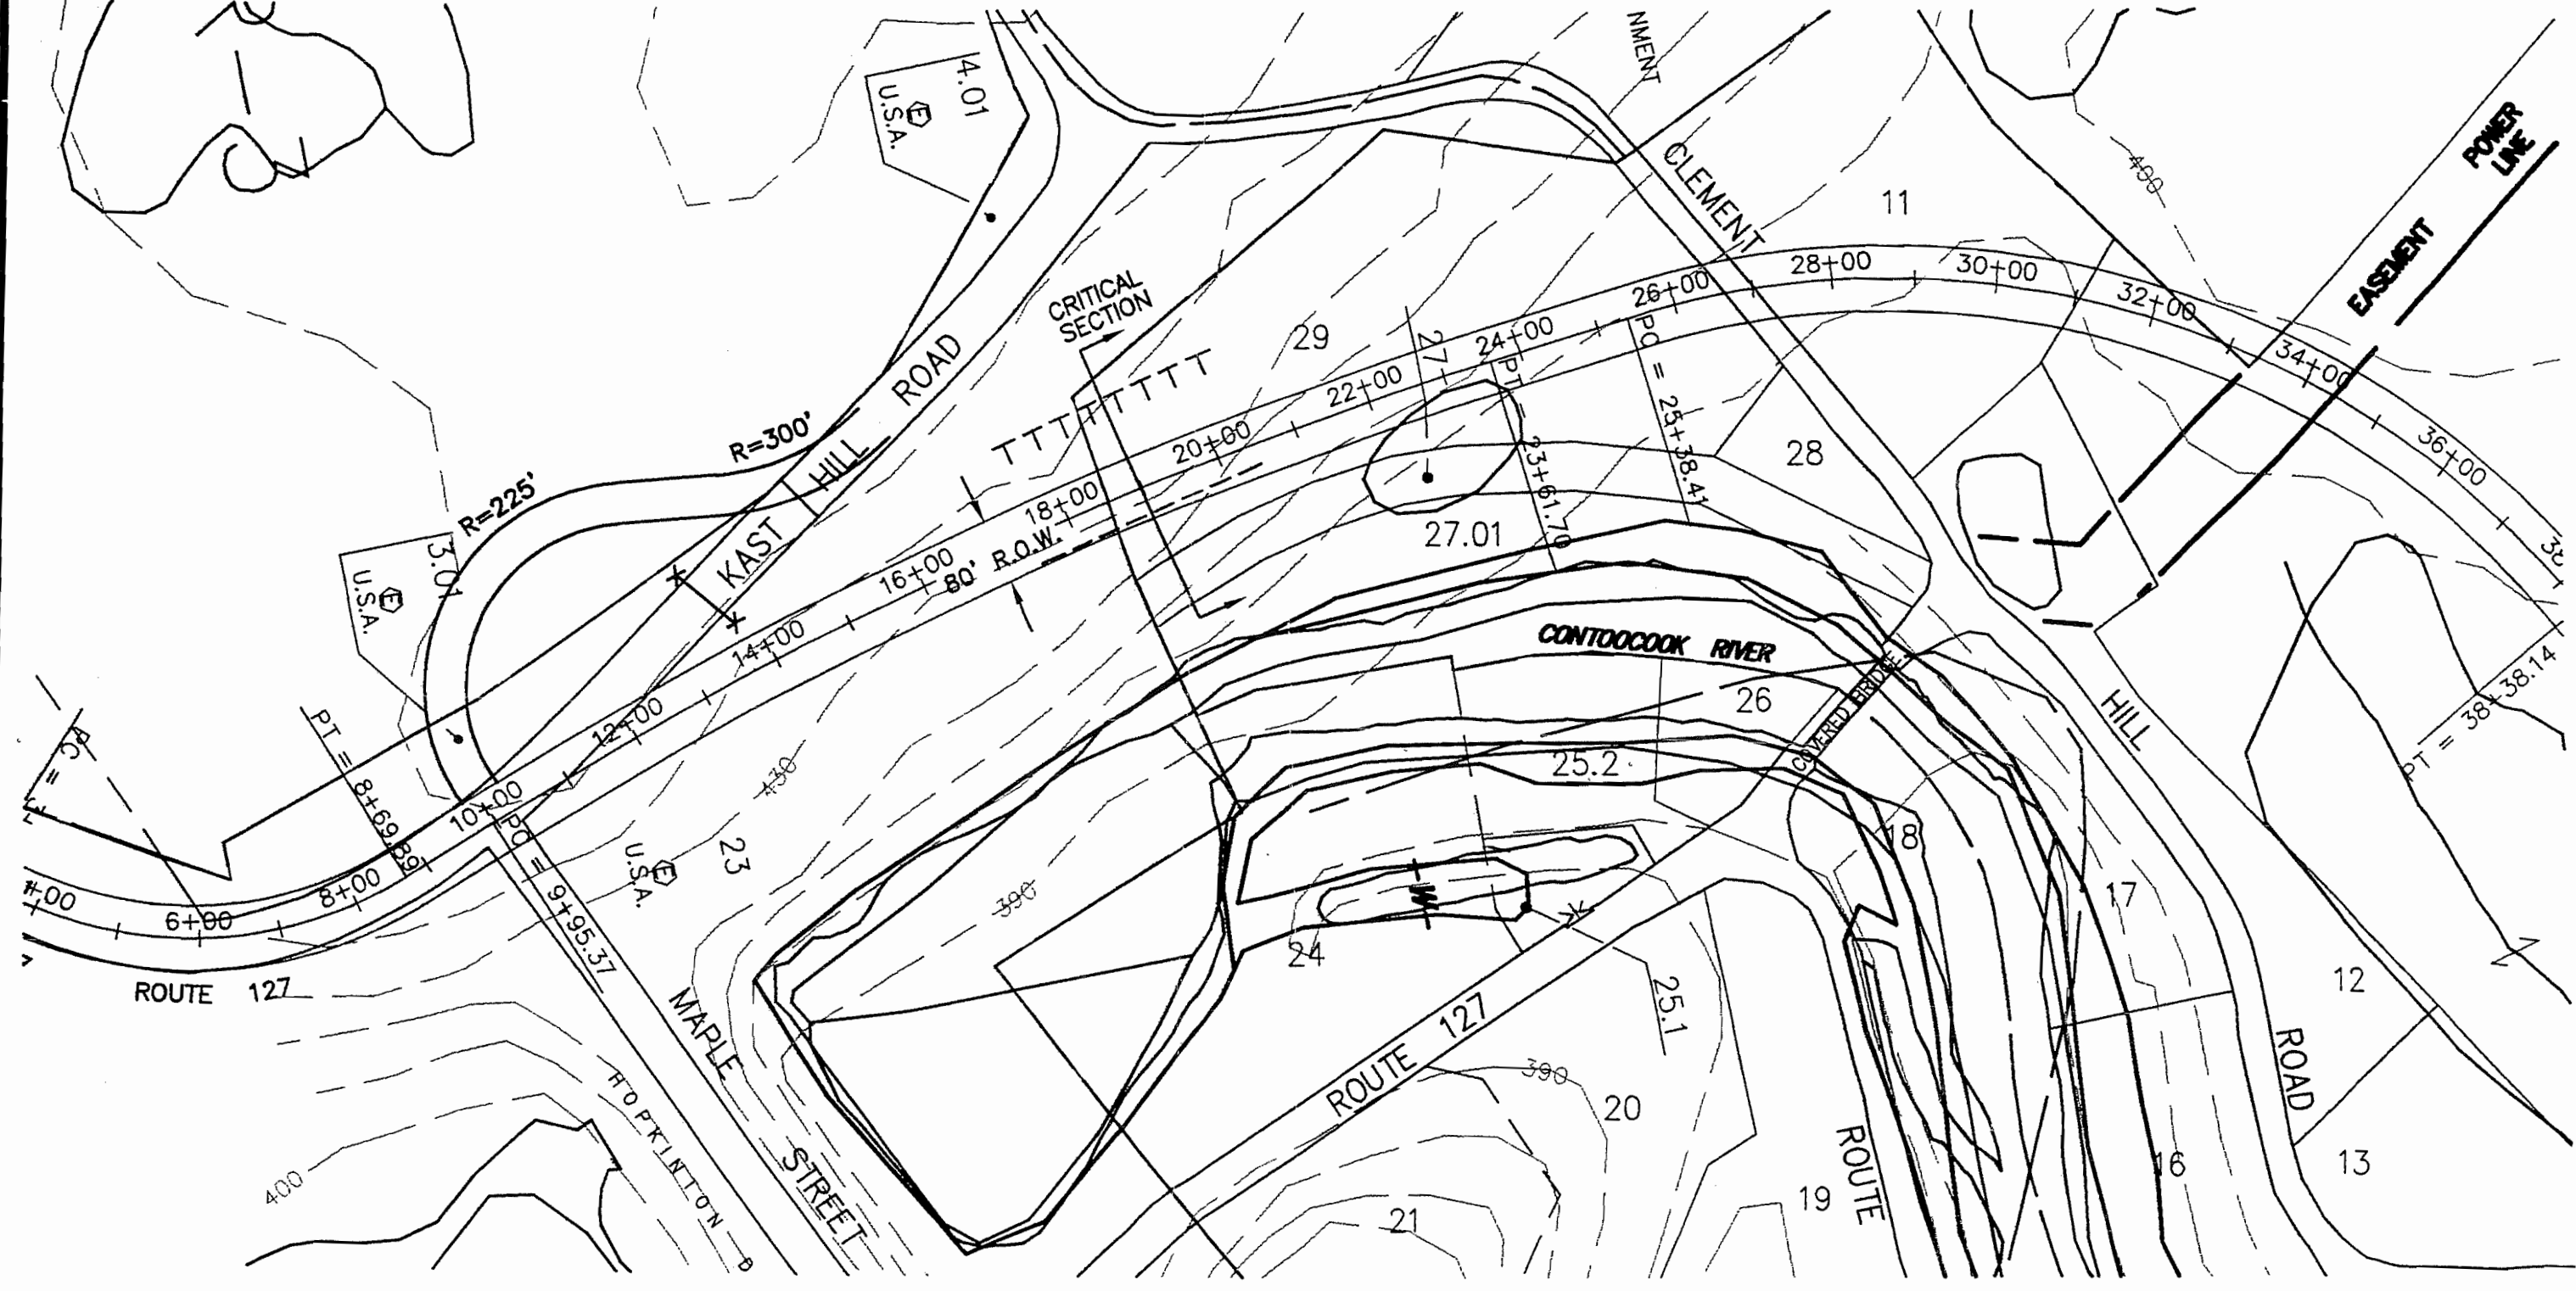 NMENT
4.01
E
U.S.A.
CLEMENT
11
400
POWER
LINE
EASEMENT
CRITICAL
SECTION
29
27
26+00
28+00
30+00
32+00
34+00
36+00
24+00
22+00
20+00
18+00
16+00
14+00
12+00
10+00
8+00
6+00
TTTTTTTT
ROAD
HILL
KAST
R=300'
R=225'
80' R.O.W.
3.01
E
U.S.A.
PT = 23+61.70
PC = 25+38.41
28
27.01
CONTOOCOOK RIVER
26
COVERED BRIDGE
25.2
HILL
PT = 38+38.14
PT = 8+69.89
PC = 9+95.37
430
23
E
U.S.A.
390
W
24
18
17
25.1
12
ROUTE 127
MAPLE
STREET
ROUTE 127
390
20
ROAD
HOPKINTON
400
21
19
ROUTE
16
13